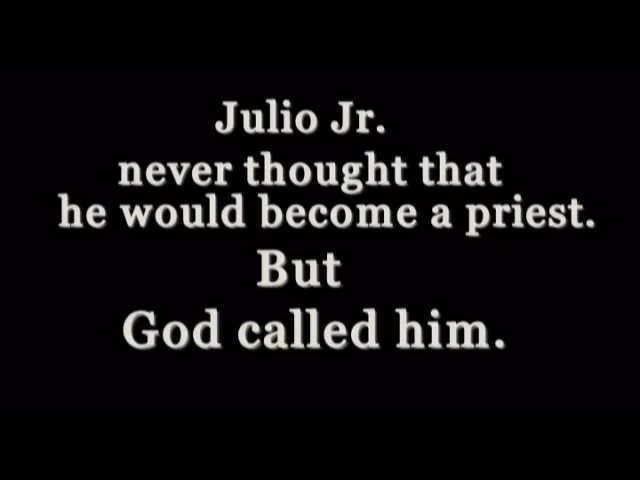 Julio Jr.
never thought that
he would become a priest.
But
God called him.